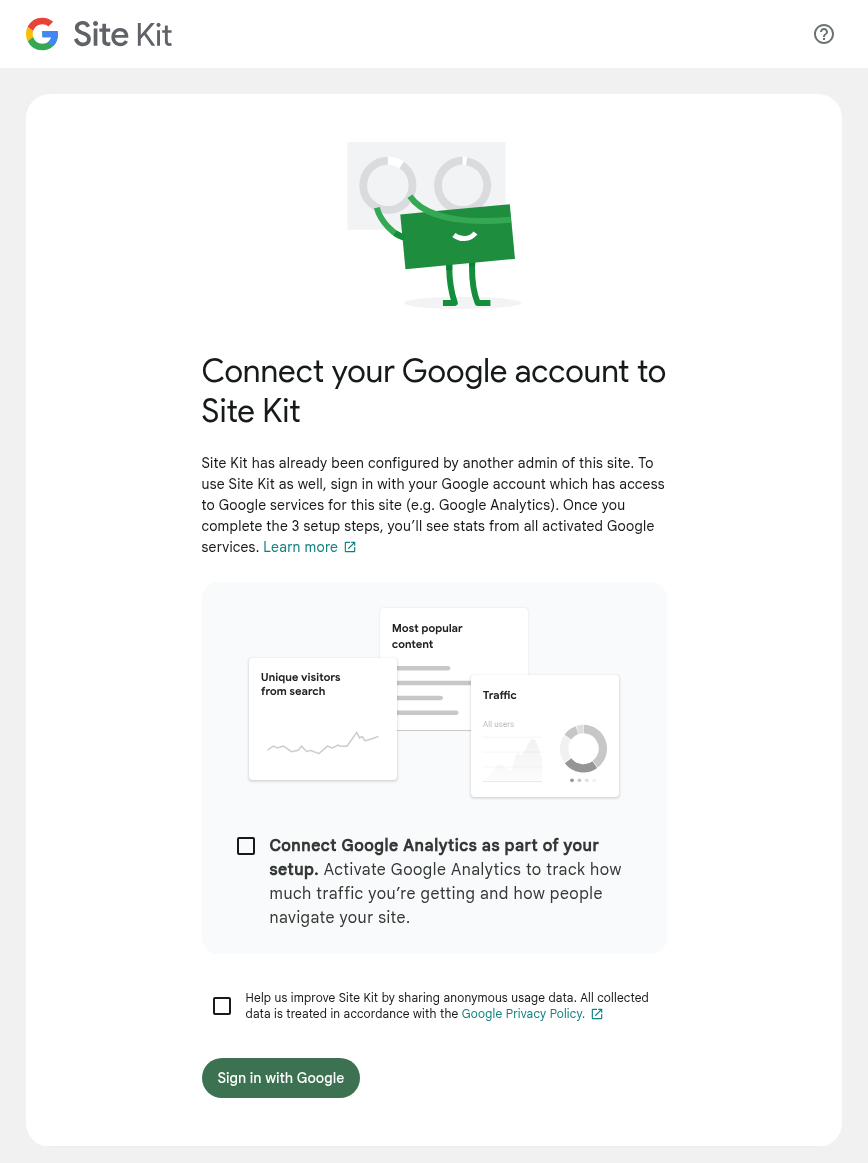 Site Kit
Connect your Google account to
Site Kit
Site Kit has already been configured by another admin of this site. To
use Site Kit as well, sign in with your Google account which has access
to Google services for this site (e.g. Google Analytics). Once you
complete the 3 setup steps, you’ll see stats from all activated Google
services. Learn more
Most popular
content
Unique visitors
from search
Traffic
All users
Connect Google Analytics as part of your
setup. Activate Google Analytics to track how
much traffic you’re getting and how people
navigate your site.
Help us improve Site Kit by sharing anonymous usage data. All collected
data is treated in accordance with the Google Privacy Policy.
Sign in with Google